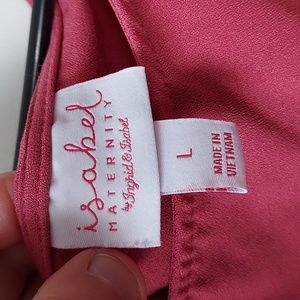 isabel
MATERNITY
by Ingrid & Isabel
L
MADE IN
VIETNAM